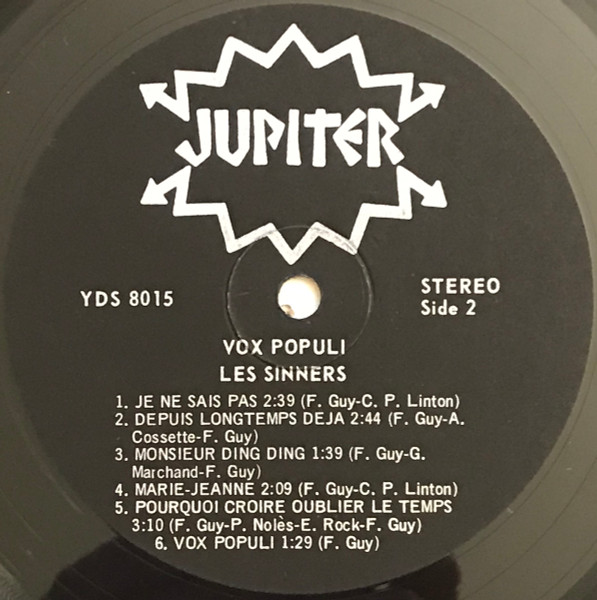 JUPITER
YDS 8015
STEREO
Side 2
VOX POPULI
LES SINNERS
1. JE NE SAIS PAS 2:39 (F. Guy-C. P. Linton)
2. DEPUIS LONGTEMPS DEJA 2:44 (F. Guy-A.
Cossette-F. Guy)
3. MONSIEUR DING DING 1:39 (F. Guy-G.
Marchand-F. Guy)
4. MARIE-JEANNE 2:09 (F. Guy-C. P. Linton)
5. POURQUOI CROIRE OUBLIER LE TEMPS
3:10 (F. Guy-P. Nolès-E. Rock-F. Guy)
6. VOX POPULI 1:29 (F. Guy)